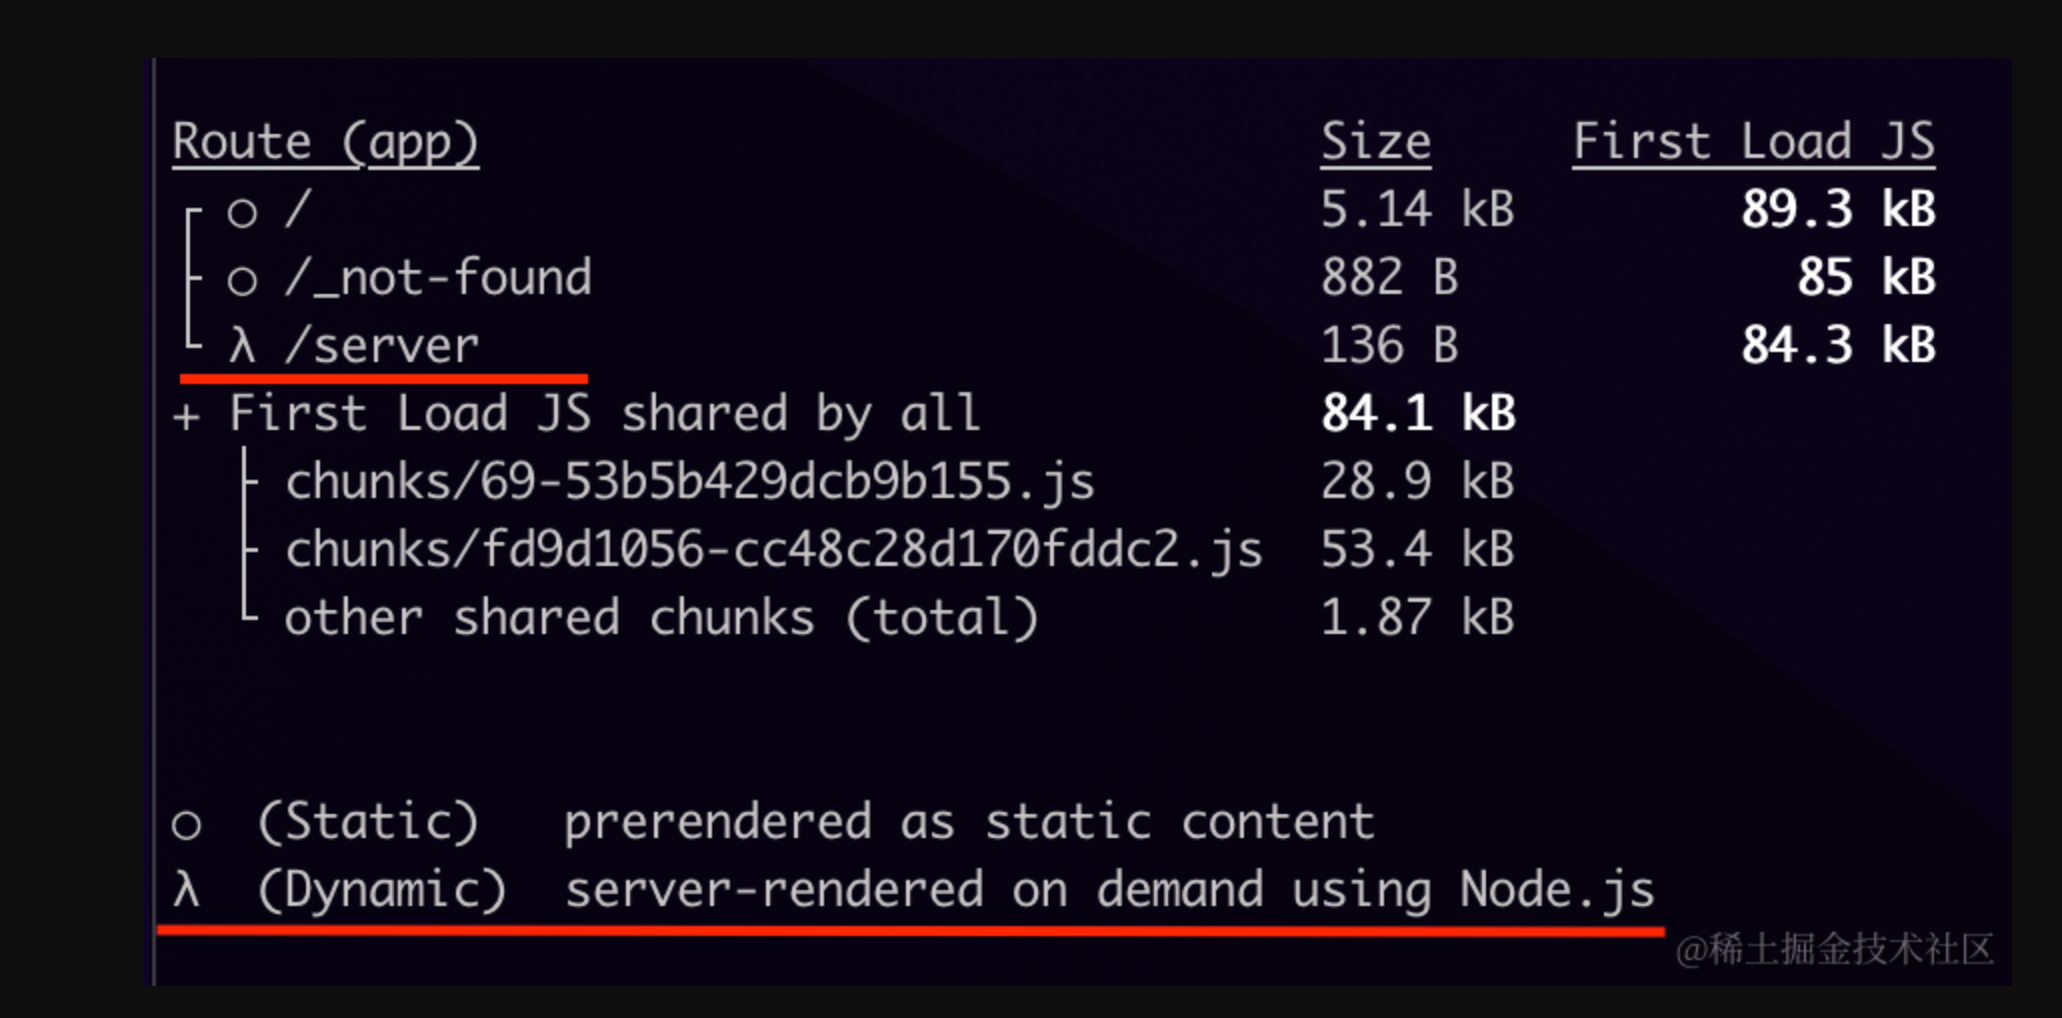 Route (app) Size First Load JS
┌ ○ / 5.14 kB 89.3 kB
├ ○ /_not-found 882 B 85 kB
└ λ /server 136 B 84.3 kB
+ First Load JS shared by all 84.1 kB
├ chunks/69-53b5b429dcb9b155.js 28.9 kB
├ chunks/fd9d1056-cc48c28d170fddc2.js 53.4 kB
└ other shared chunks (total) 1.87 kB
○ (Static) prerendered as static content
λ (Dynamic) server-rendered on demand using Node.js
@稀土掘金技术社区